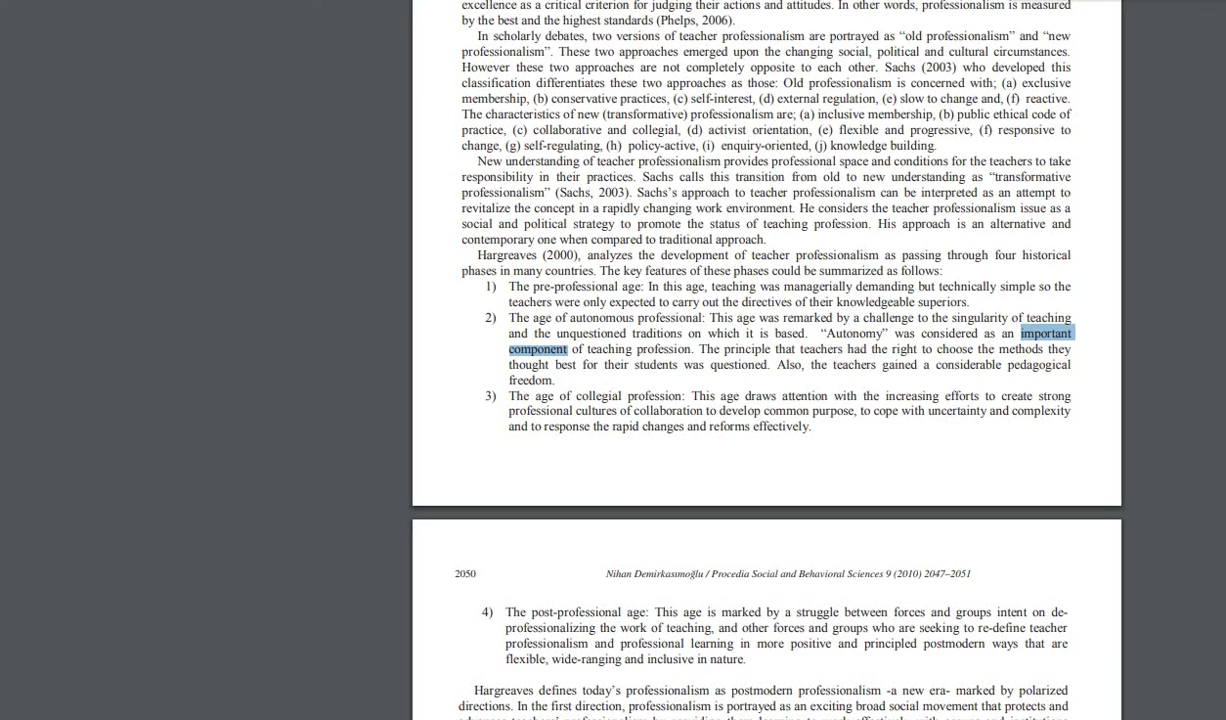 excellence as a critical criterion for judging their actions and attitudes. In other words, professionalism is measured
by the best and the highest standards (Phelps, 2006).
In scholarly debates, two versions of teacher professionalism are portrayed as “old professionalism” and “new
professionalism”. These two approaches emerged upon the changing social, political and cultural circumstances.
However these two approaches are not completely opposite to each other. Sachs (2003) who developed this
classification differentiates these two approaches as those: Old professionalism is concerned with; (a) exclusive
membership, (b) conservative practices, (c) self-interest, (d) external regulation, (e) slow to change and, (f) reactive.
The characteristics of new (transformative) professionalism are; (a) inclusive membership, (b) public ethical code of
practice, (c) collaborative and collegial, (d) activist orientation, (e) flexible and progressive, (f) responsive to
change, (g) self-regulating, (h) policy-active, (i) enquiry-oriented, (j) knowledge building.
New understanding of teacher professionalism provides professional space and conditions for the teachers to take
responsibility in their practices. Sachs calls this transition from old to new understanding as “transformative
professionalism” (Sachs, 2003). Sachs’s approach to teacher professionalism can be interpreted as an attempt to
revitalize the concept in a rapidly changing work environment. He considers the teacher professionalism issue as a
social and political strategy to promote the status of teaching profession. His approach is an alternative and
contemporary one when compared to traditional approach.
Hargreaves (2000), analyzes the development of teacher professionalism as passing through four historical
phases in many countries. The key features of these phases could be summarized as follows:
1) The pre-professional age: In this age, teaching was managerially demanding but technically simple so the
teachers were only expected to carry out the directives of their knowledgeable superiors.
2) The age of autonomous professional: This age was remarked by a challenge to the singularity of teaching
and the unquestioned traditions on which it is based. “Autonomy” was considered as an important
component of teaching profession. The principle that teachers had the right to choose the methods they
thought best for their students was questioned. Also, the teachers gained a considerable pedagogical
freedom.
3) The age of collegial profession: This age draws attention with the increasing efforts to create strong
professional cultures of collaboration to develop common purpose, to cope with uncertainty and complexity
and to response the rapid changes and reforms effectively.
2050 Nihan Demirkasımoğlu / Procedia Social and Behavioral Sciences 9 (2010) 2047–2051
4) The post-professional age: This age is marked by a struggle between forces and groups intent on de-
professionalizing the work of teaching, and other forces and groups who are seeking to re-define teacher
professionalism and professional learning in more positive and principled postmodern ways that are
flexible, wide-ranging and inclusive in nature.
Hargreaves defines today’s professionalism as postmodern professionalism -a new era- marked by polarized
directions. In the first direction, professionalism is portrayed as an exciting broad social movement that protects and